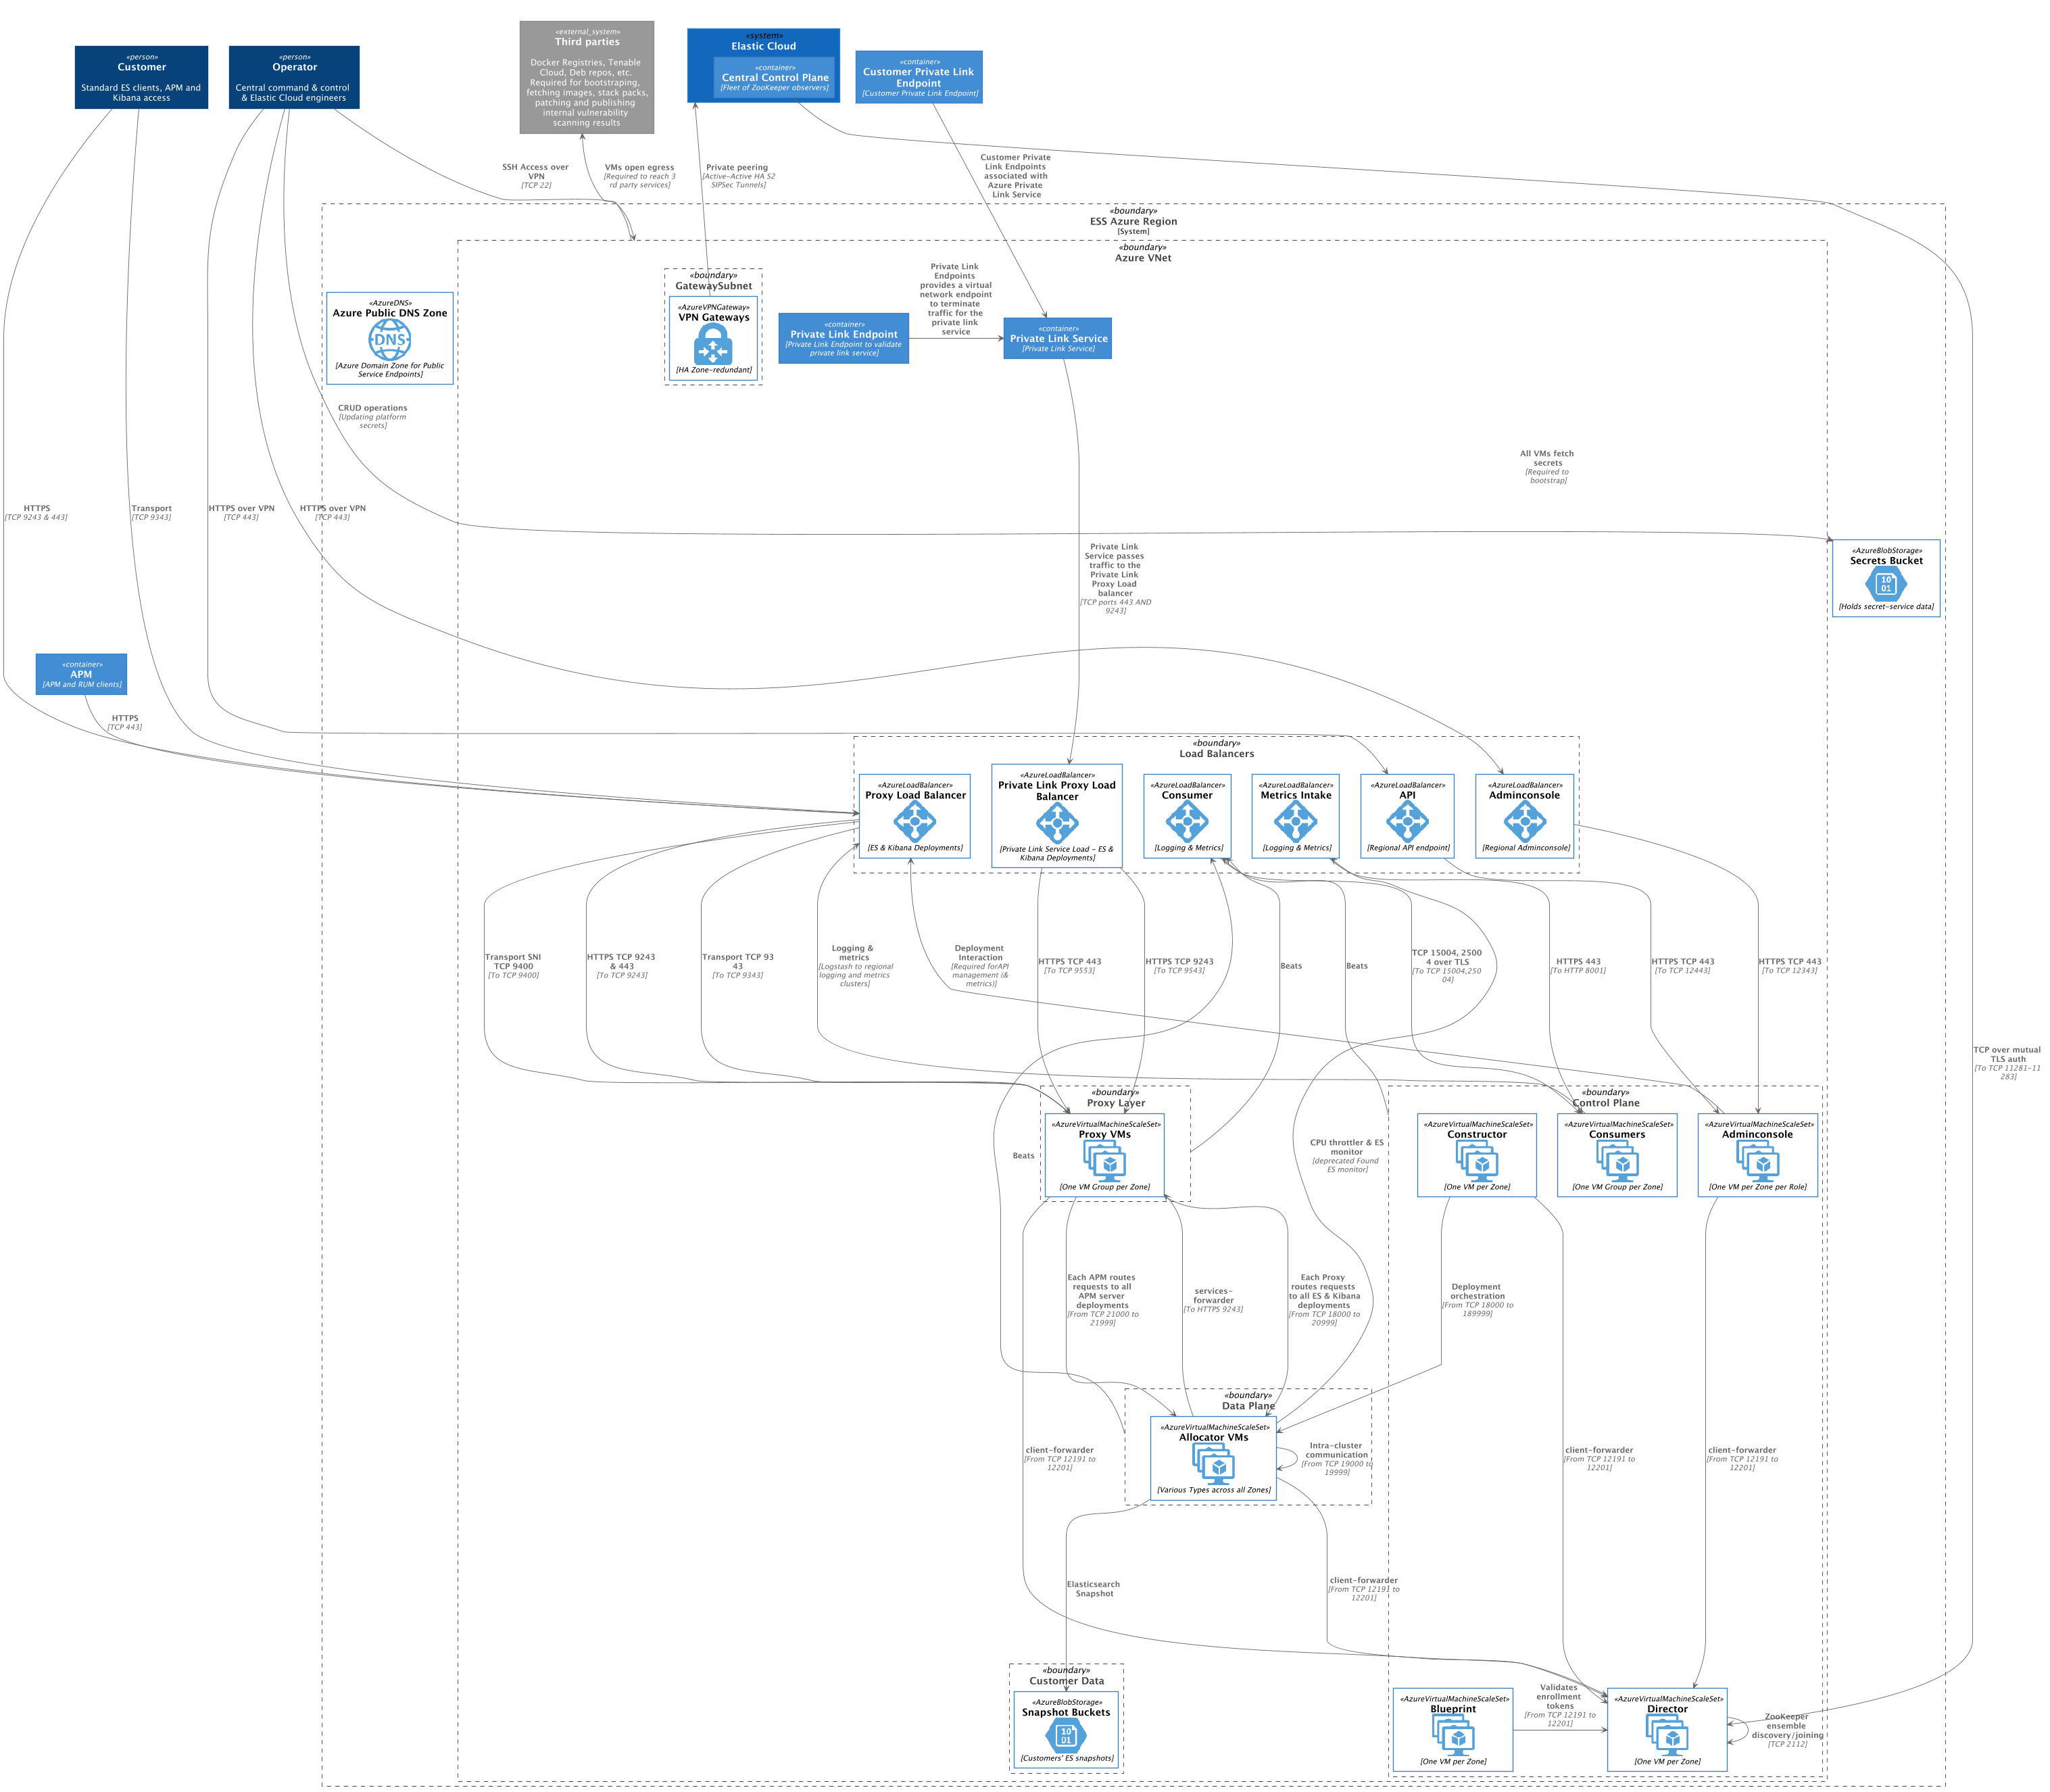 «person»
Customer
Standard ES clients, APM and
Kibana access
«person»
Operator
Central command & control
& Elastic Cloud engineers
«external_system»
Third parties
Docker Registries, Tenable
Cloud, Deb repos, etc.
Required for bootstraping,
fetching images, stack packs,
patching and publishing
internal vulnerability
scanning results
«system»
Elastic Cloud
«container»
Central Control Plane
[Fleet of ZooKeeper observers]
«container»
Customer Private Link
Endpoint
[Customer Private Link Endpoint]
SSH Access over
VPN
[TCP 22]
VMs open egress
[Required to reach 3
rd party services]
Private peering
[Active-Active HA S2
SIPSec Tunnels]
Customer Private
Link Endpoints
associated with
Azure Private
Link Service
«boundary»
ESS Azure Region
[System]
«boundary»
Azure VNet
«boundary»
GatewaySubnet
«AzureVPNGateway»
VPN Gateways
[HA Zone-redundant]
«AzureDNS»
Azure Public DNS Zone
DNS
[Azure Domain Zone for Public
Service Endpoints]
«container»
Private Link Endpoint
[Private Link Endpoint to validate
private link service]
Private Link
Endpoints
provides a virtual
network endpoint
to terminate
traffic for the
private link
service
«container»
Private Link Service
[Private Link Service]
CRUD operations
[Updating platform
secrets]
All VMs fetch
secrets
[Required to
bootstrap]
HTTPS
[TCP 9243 & 443]
Transport
[TCP 9343]
HTTPS over VPN
[TCP 443]
HTTPS over VPN
[TCP 443]
Private Link
Service passes
traffic to the
Private Link
Proxy Load
balancer
[TCP ports 443 AND
9243]
«AzureBlobStorage»
Secrets Bucket
10
01
[Holds secret-service data]
«container»
APM
[APM and RUM clients]
HTTPS
[TCP 443]
«boundary»
Load Balancers
«AzureLoadBalancer»
Proxy Load Balancer
[ES & Kibana Deployments]
«AzureLoadBalancer»
Private Link Proxy Load
Balancer
[Private Link Service Load - ES &
Kibana Deployments]
«AzureLoadBalancer»
Consumer
[Logging & Metrics]
«AzureLoadBalancer»
Metrics Intake
[Logging & Metrics]
«AzureLoadBalancer»
API
[Regional API endpoint]
«AzureLoadBalancer»
Adminconsole
[Regional Adminconsole]
Transport SNI
TCP 9400
[To TCP 9400]
HTTPS TCP 9243
& 443
[To TCP 9243]
Transport TCP 93
43
[To TCP 9343]
Logging &
metrics
[Logstash to regional
logging and metrics
clusters]
Deployment
Interaction
[Required forAPI
management (&
metrics)]
HTTPS TCP 443
[To TCP 9553]
HTTPS TCP 9243
[To TCP 9543]
Beats
Beats
TCP 15004, 2500
4 over TLS
[To TCP 15004,250
04]
HTTPS 443
[To HTTP 8001]
HTTPS TCP 443
[To TCP 12443]
HTTPS TCP 443
[To TCP 12343]
TCP over mutual
TLS auth
[To TCP 11281-11
283]
«boundary»
Proxy Layer
«AzureVirtualMachineScaleSet»
Proxy VMs
[One VM Group per Zone]
«boundary»
Control Plane
«AzureVirtualMachineScaleSet»
Constructor
[One VM per Zone]
«AzureVirtualMachineScaleSet»
Consumers
[One VM Group per Zone]
«AzureVirtualMachineScaleSet»
Adminconsole
[One VM per Zone per Role]
Beats
CPU throttler & ES
monitor
[deprecated Found
ES monitor]
Each APM routes
requests to all
APM server
deployments
[From TCP 21000 to
21999]
services-
forwarder
[To HTTPS 9243]
Each Proxy
routes requests
to all ES & Kibana
deployments
[From TCP 18000 to
20999]
Deployment
orchestration
[From TCP 18000 to
189999]
«boundary»
Data Plane
«AzureVirtualMachineScaleSet»
Allocator VMs
[Various Types across all Zones]
Intra-cluster
communication
[From TCP 19000 to
19999]
client-forwarder
[From TCP 12191 to
12201]
client-forwarder
[From TCP 12191 to
12201]
client-forwarder
[From TCP 12191 to
12201]
Elasticsearch
Snapshot
client-forwarder
[From TCP 12191 to
12201]
«boundary»
Customer Data
«AzureBlobStorage»
Snapshot Buckets
10
01
[Customers' ES snapshots]
«AzureVirtualMachineScaleSet»
Blueprint
[One VM per Zone]
Validates
enrollment
tokens
[From TCP 12191 to
12201]
«AzureVirtualMachineScaleSet»
Director
[One VM per Zone]
ZooKeeper
ensemble
discovery/joining
[TCP 2112]